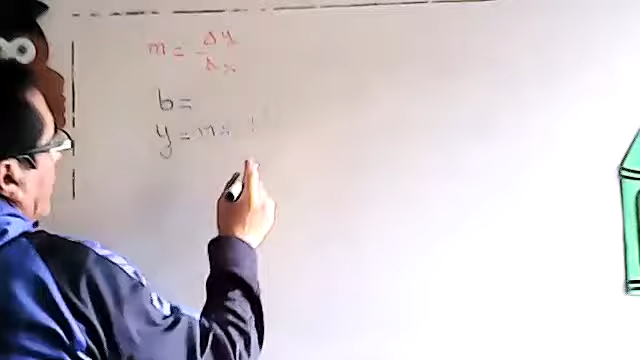 m = Δy
Δx
b =
y = mx